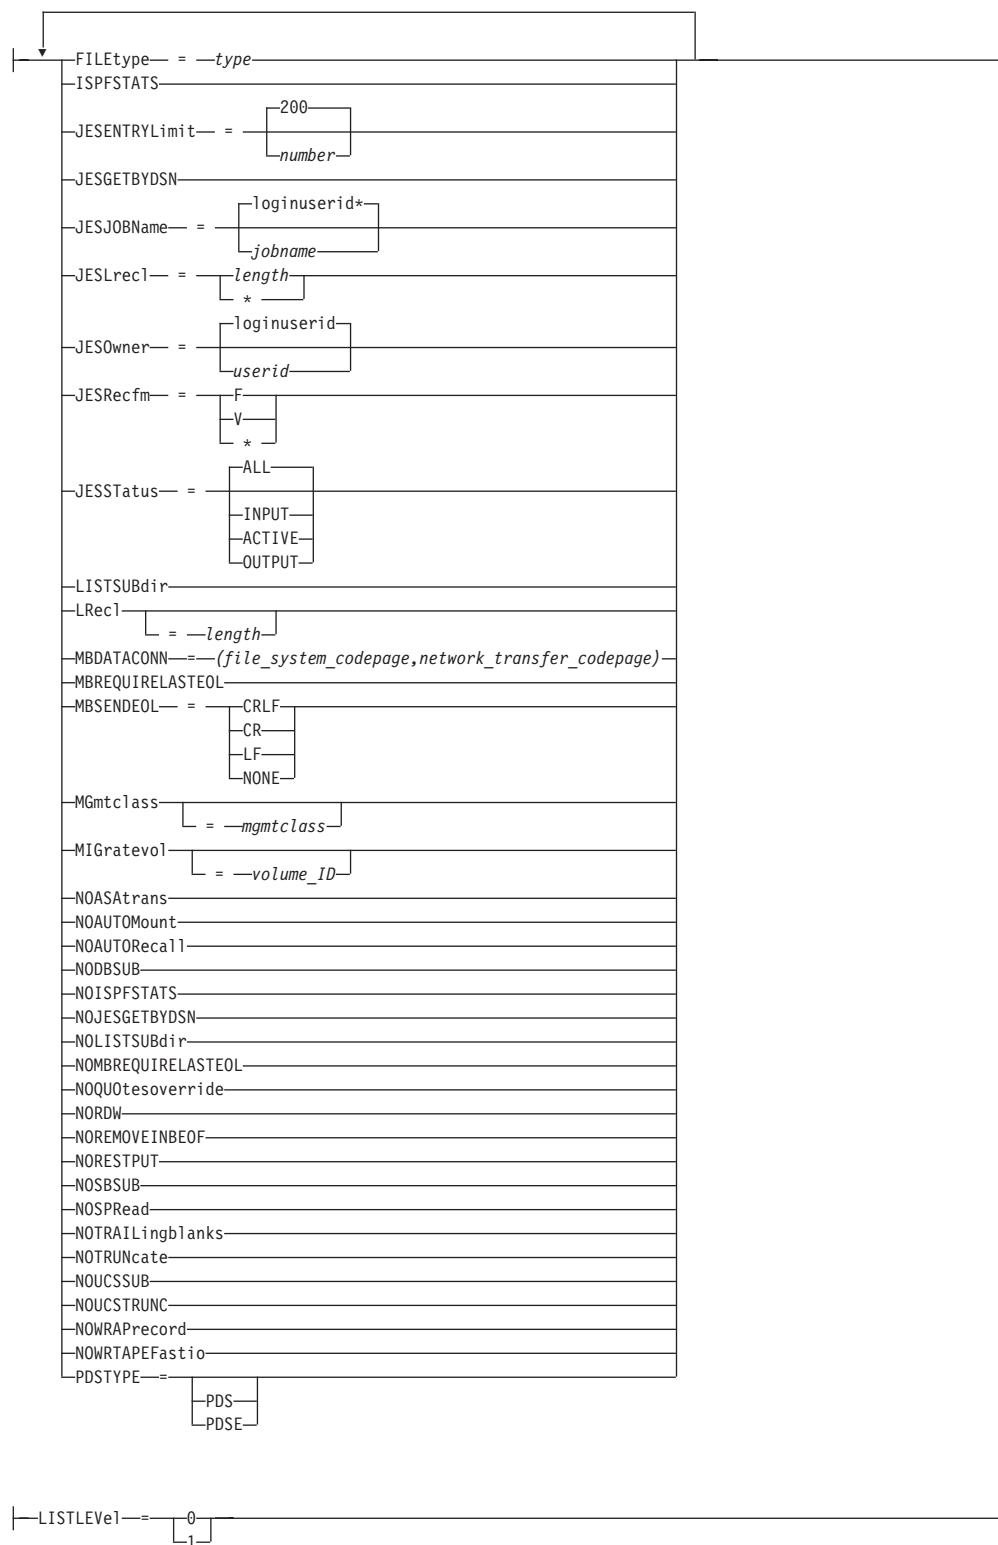 FILEtype = type
ISPFSTATS
200
JESENTRYLimit =
number
JESGETBYDSN
loginuserid*
JESJOBName =
jobname
JESLrecl = length
*
loginuserid
JESOwner =
userid
JESRecfm = F
V
*
ALL
JESSTatus =
INPUT
ACTIVE
OUTPUT
LISTSUBdir
LRecl
= length
MBDATACONN = (file_system_codepage,network_transfer_codepage)
MBREQUIRELASTEOL
MBSENDEOL = CRLF
CR
LF
NONE
MGmtclass
= mgmtclass
MIGratevol
= volume_ID
NOASAtrans
NOAUTOMount
NOAUTORecall
NODBSUB
NOISPFSTATS
NOJESGETBYDSN
NOLISTSUBdir
NOMBREQUIRELASTEOL
NOQUOtesoverride
NORDW
NOREMOVEINBEOF
NORESTPUT
NOSBSUB
NOSPRead
NOTRAILingblanks
NOTRUNcate
NOUCSSUB
NOUCSTRUNC
NOWRAPrecord
NOWRTAPEFastio
PDSTYPE =
PDS
PDSE
LISTLEVel = 0
1